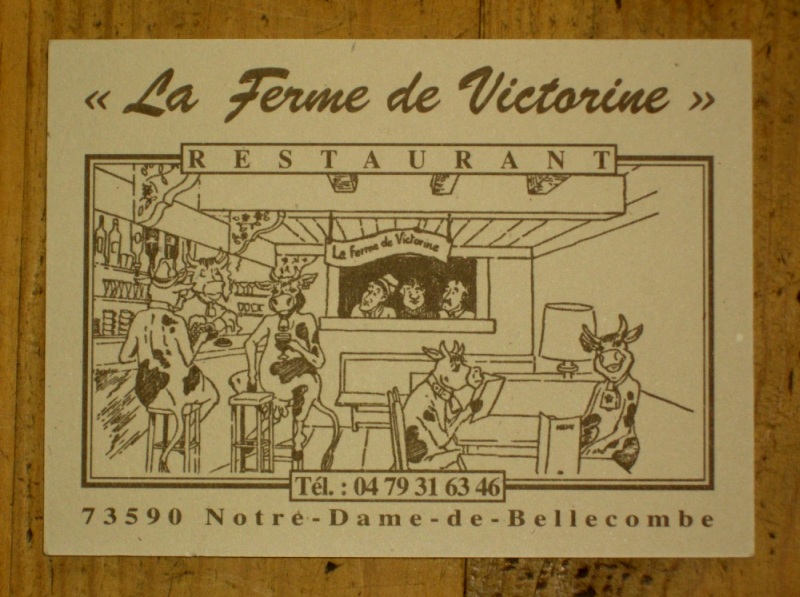 « La Ferme de Victorine »
RESTAURANT
La Ferme de Victorine
MENU
Tél. : 04 79 31 63 46
73590 Notre-Dame-de-Bellecombe